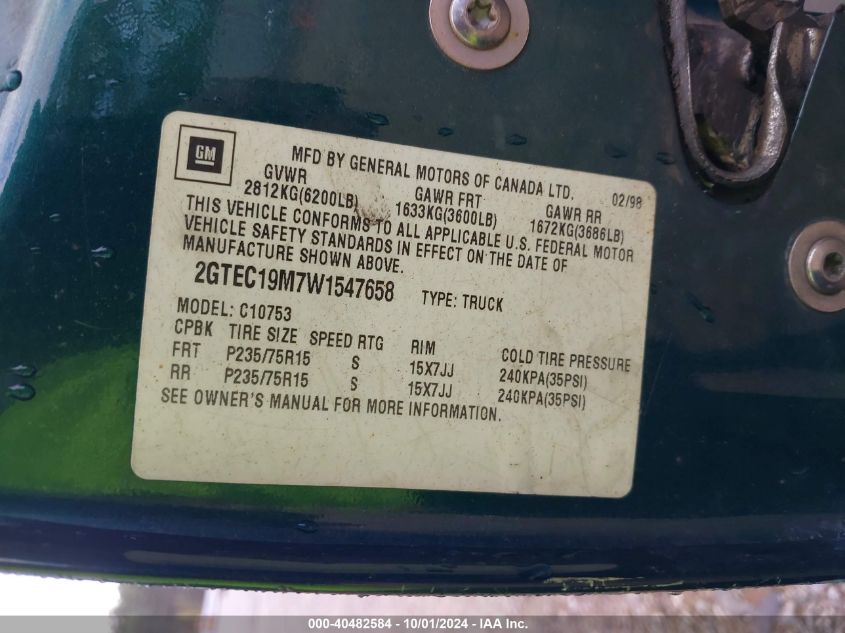 GM
MFD BY GENERAL MOTORS OF CANADA LTD. 02/98
GVWR GAWR FRT GAWR RR
2812KG(6200LB) 1633KG(3600LB) 1672KG(3686LB)
THIS VEHICLE CONFORMS TO ALL APPLICABLE U.S. FEDERAL MOTOR
VEHICLE SAFETY STANDARDS IN EFFECT ON THE DATE OF
MANUFACTURE SHOWN ABOVE.
2GTEC19M7W1547658 TYPE: TRUCK
MODEL: C10753
CPBK TIRE SIZE SPEED RTG RIM COLD TIRE PRESSURE
FRT P235/75R15 S 15X7JJ 240KPA(35PSI)
RR P235/75R15 S 15X7JJ 240KPA(35PSI)
SEE OWNER'S MANUAL FOR MORE INFORMATION.
000-40482584 - 10/01/2024 - IAA Inc.